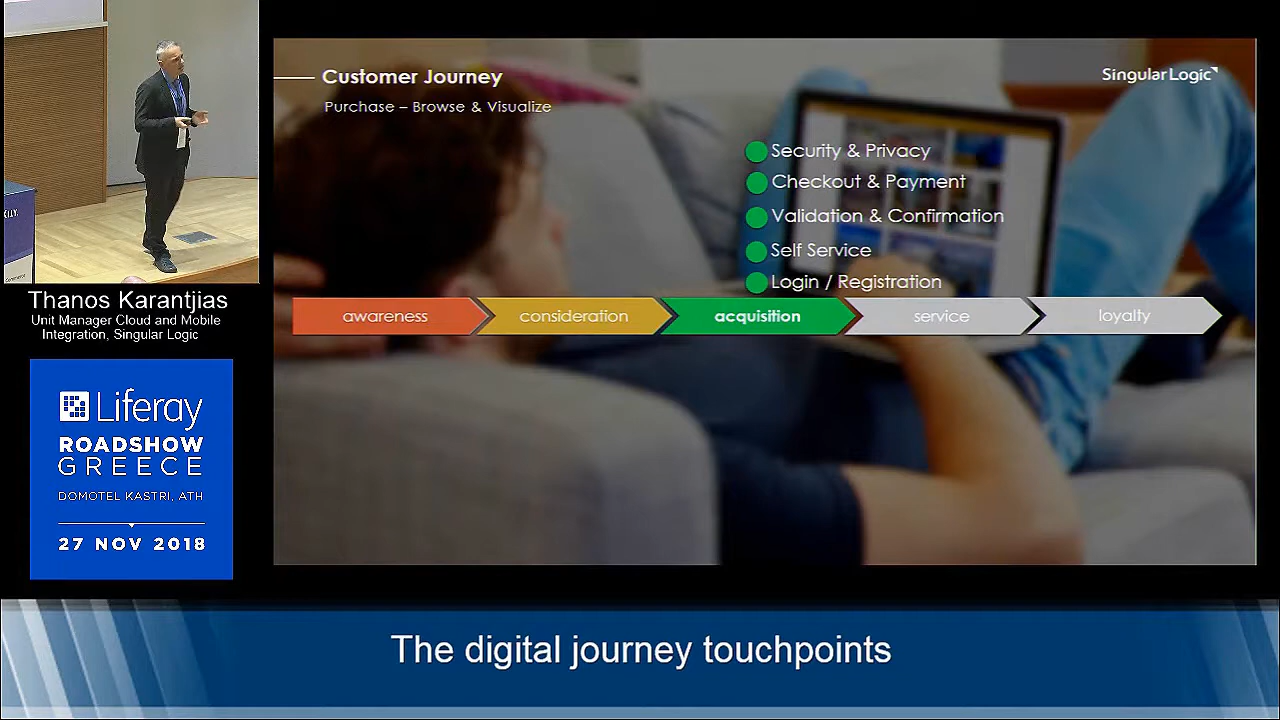 Customer Journey
Purchase – Browse & Visualize
Singular Logic
Security & Privacy
Checkout & Payment
Validation & Confirmation
Self Service
Login / Registration
awareness
consideration
acquisition
service
loyalty
Thanos Karantjias
Unit Manager Cloud and Mobile
Integration, Singular Logic
Liferay
ROADSHOW
GREECE
DOMOTEL KASTRI, ATH
27 NOV 2018
The digital journey touchpoints